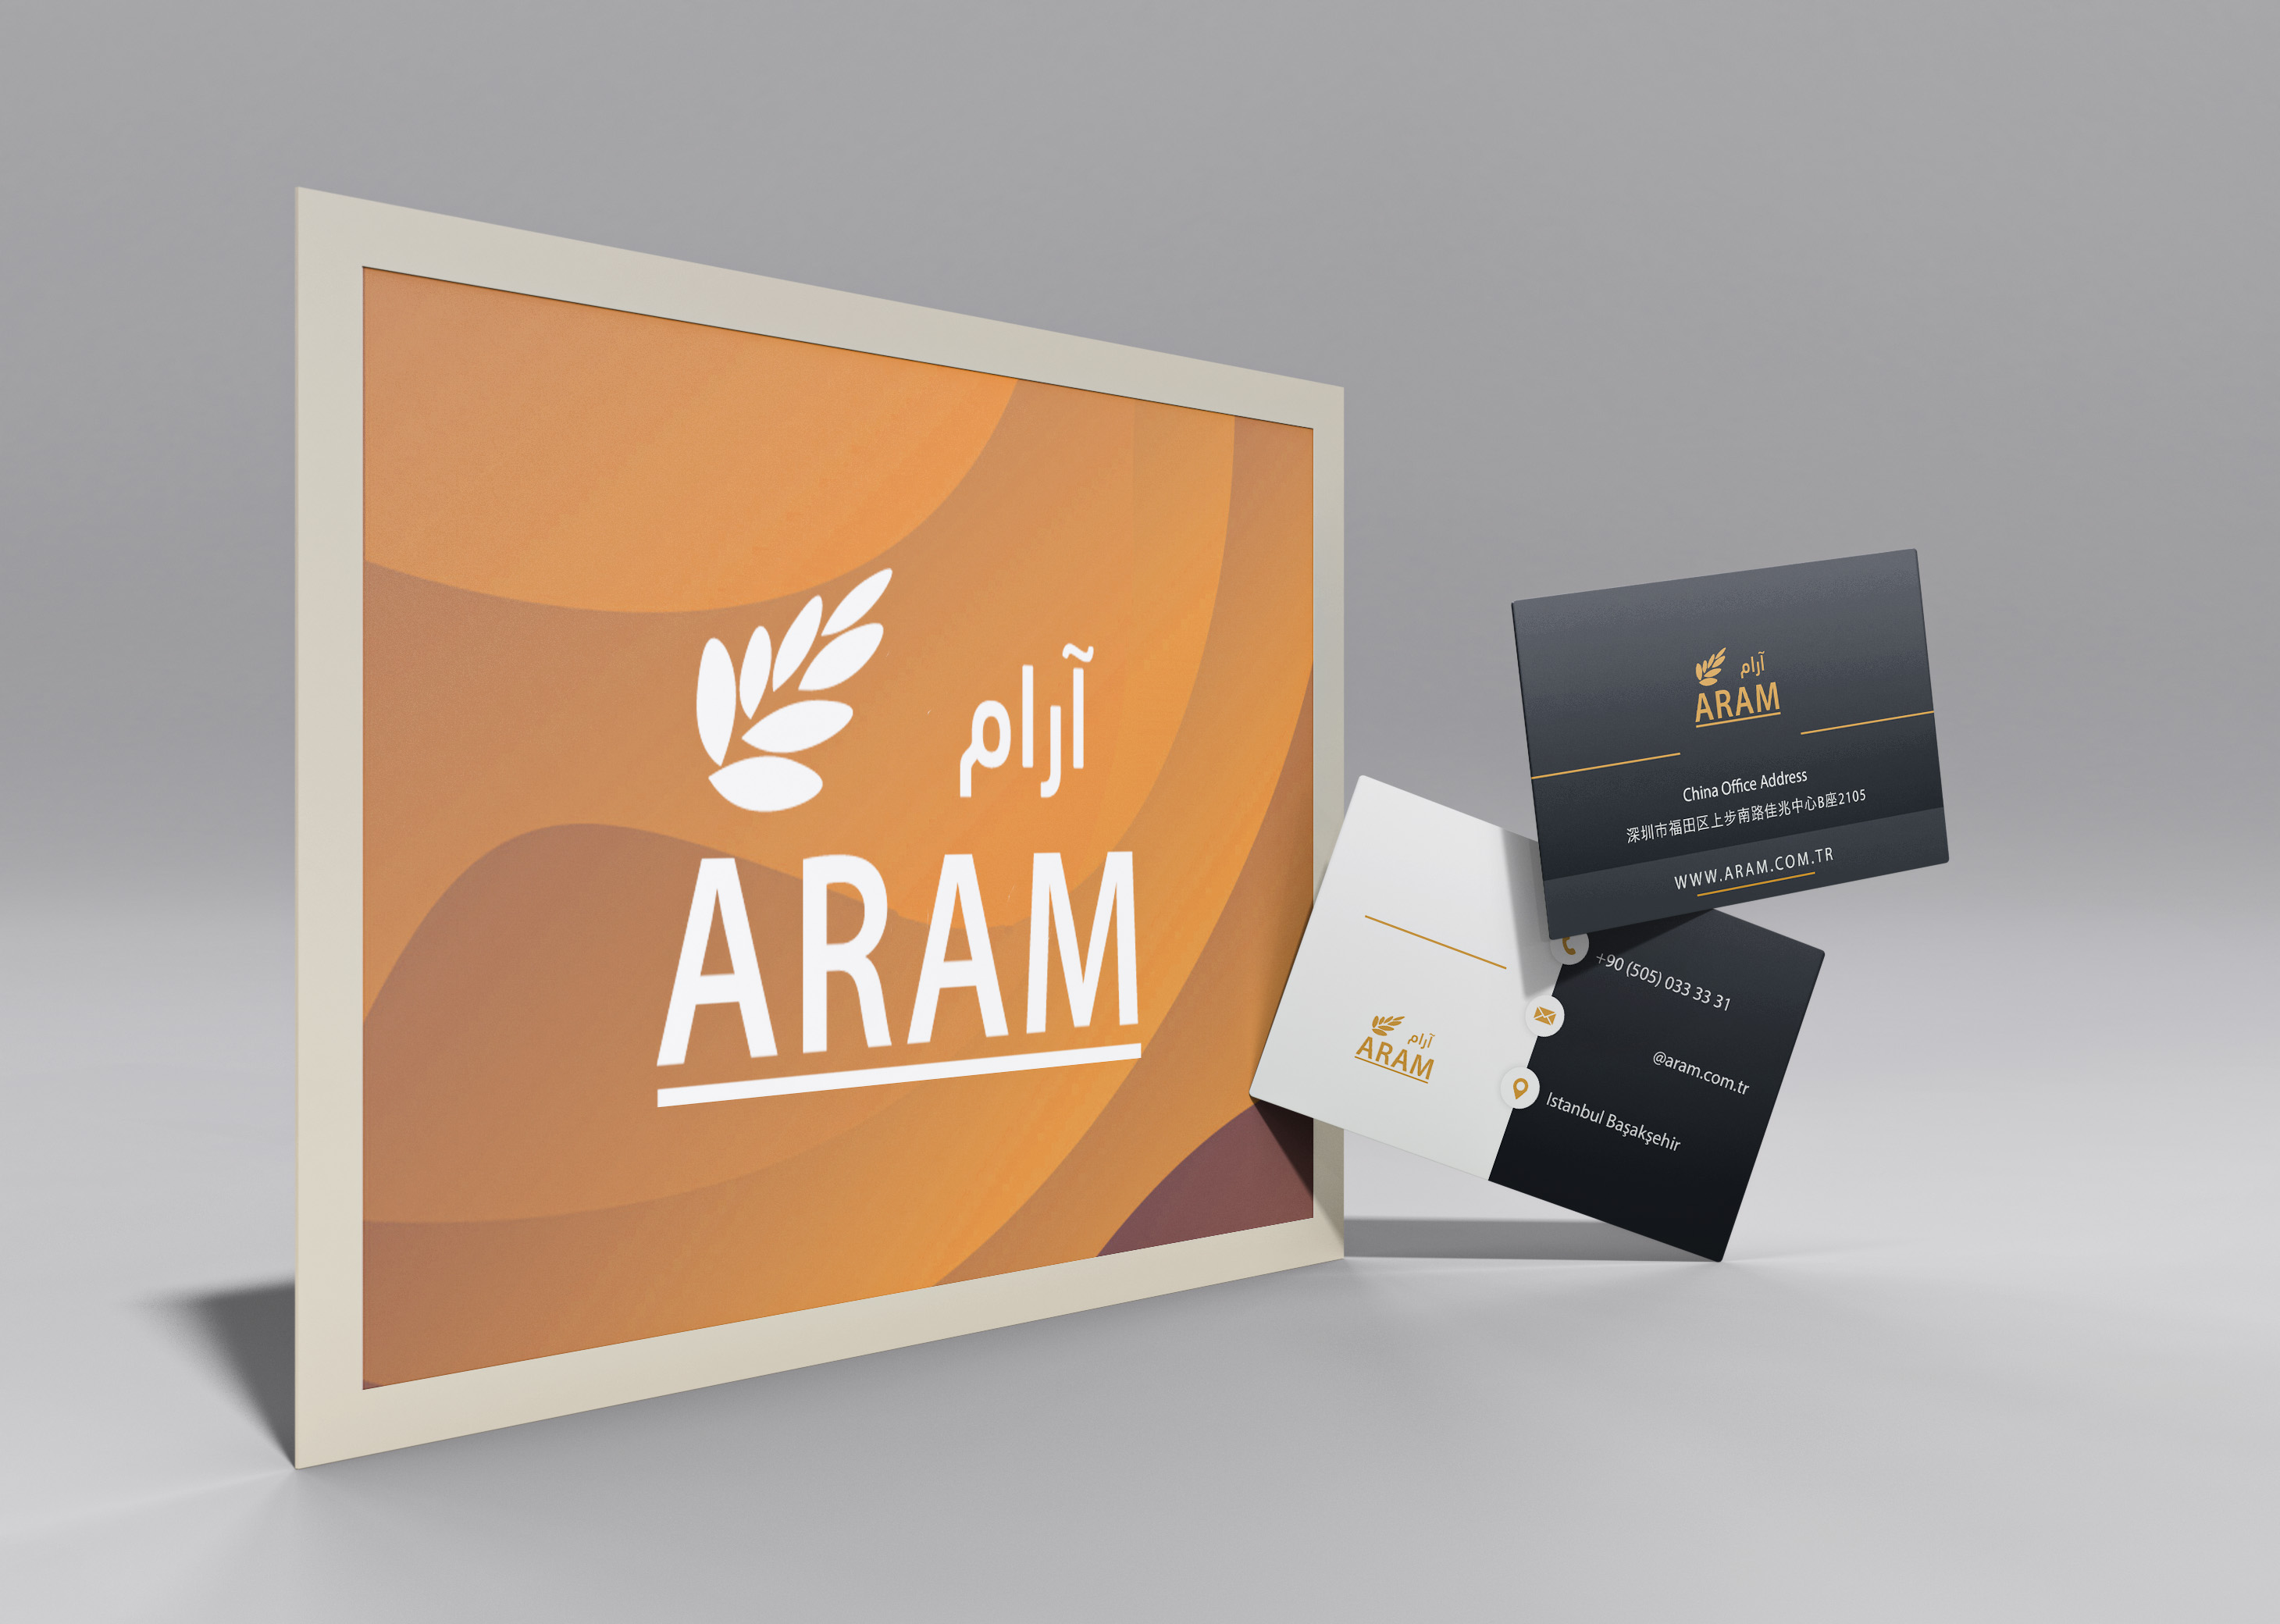 آرام
ARAM
آرام
ARAM
China Office Address
深圳市福田区上步南路佳兆中心B座2105
WWW.ARAM.COM.TR
+90 (505) 033 33 31
@aram.com.tr
Istanbul Başakşehir
آرام
ARAM